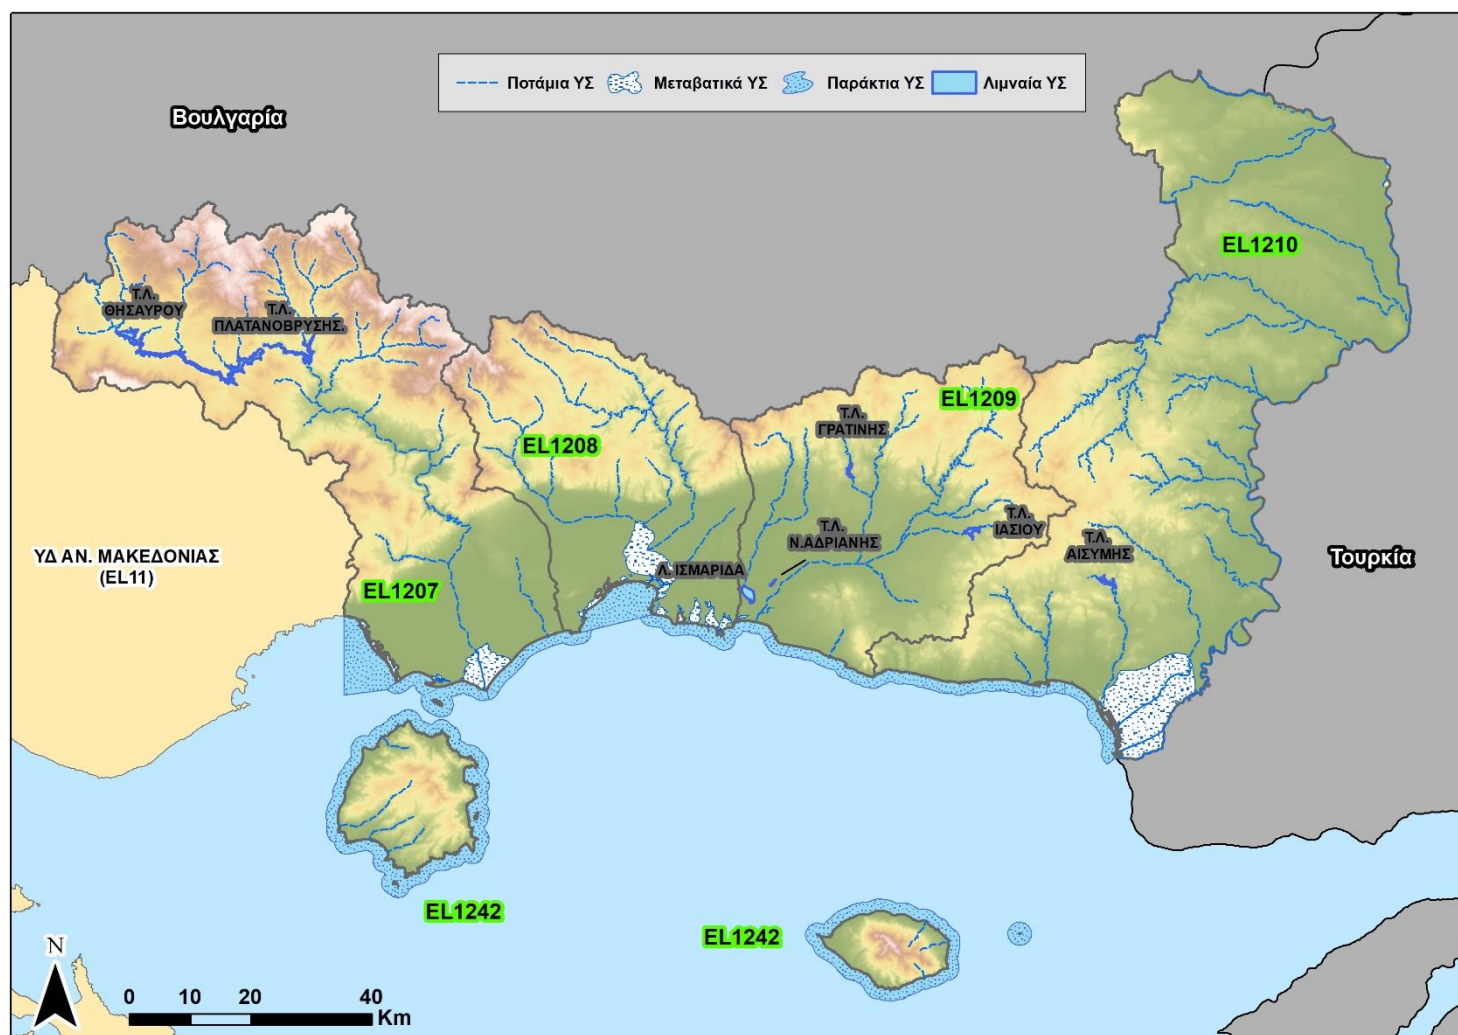 Ποτάμια ΥΣ Μεταβατικά ΥΣ Παράκτια ΥΣ Λιμναία ΥΣ
Βουλγαρία
EL1210
Τ.Λ.
ΘΗΣΑΥΡΟΥ
Τ.Λ.
ΠΛΑΤΑΝΟΒΡΥΣΗΣ.
EL1209
Τ.Λ.
ΓΡΑΤΙΝΗΣ
EL1208
Τ.Λ.
ΙΑΣΙΟΥ
Τ.Λ.
Ν.ΑΔΡΙΑΝΗΣ
Τ.Λ.
ΑΙΣΥΜΗΣ
ΥΔ ΑΝ. ΜΑΚΕΔΟΝΙΑΣ
(EL11)
Τουρκία
Λ. ΙΣΜΑΡΙΔΑ
EL1207
EL1242
EL1242
N
0 10 20 40
Km